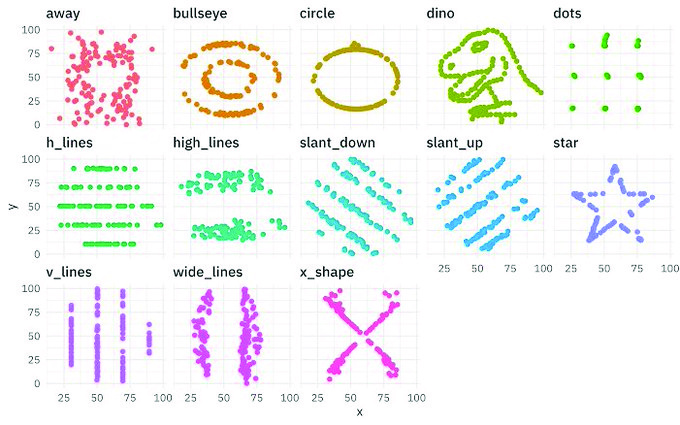 away bullseye circle dino dots
100
75
50
25
0
h_lines high_lines slant_down slant_up star
100
75
50
25
0
y
25 50 75 100 25 50 75 100
v_lines wide_lines x_shape
100
75
50
25
0
25 50 75 100 25 50 75 100 25 50 75 100
x